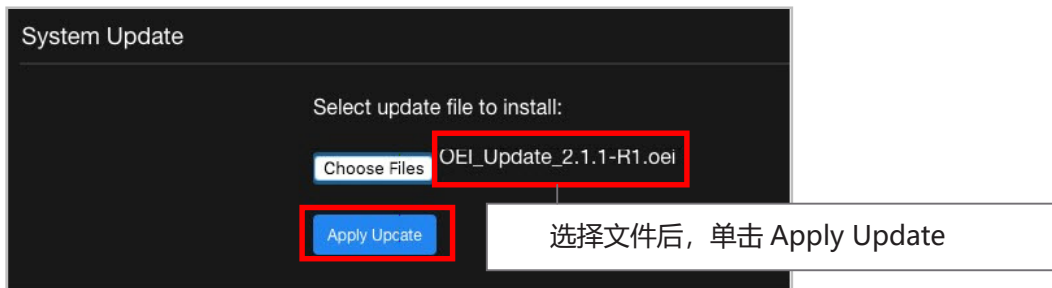 System Update
Select update file to install:
Choose Files OEI_Update_2.1.1-R1.oei
Apply Upcate
选择文件后，单击 Apply Update